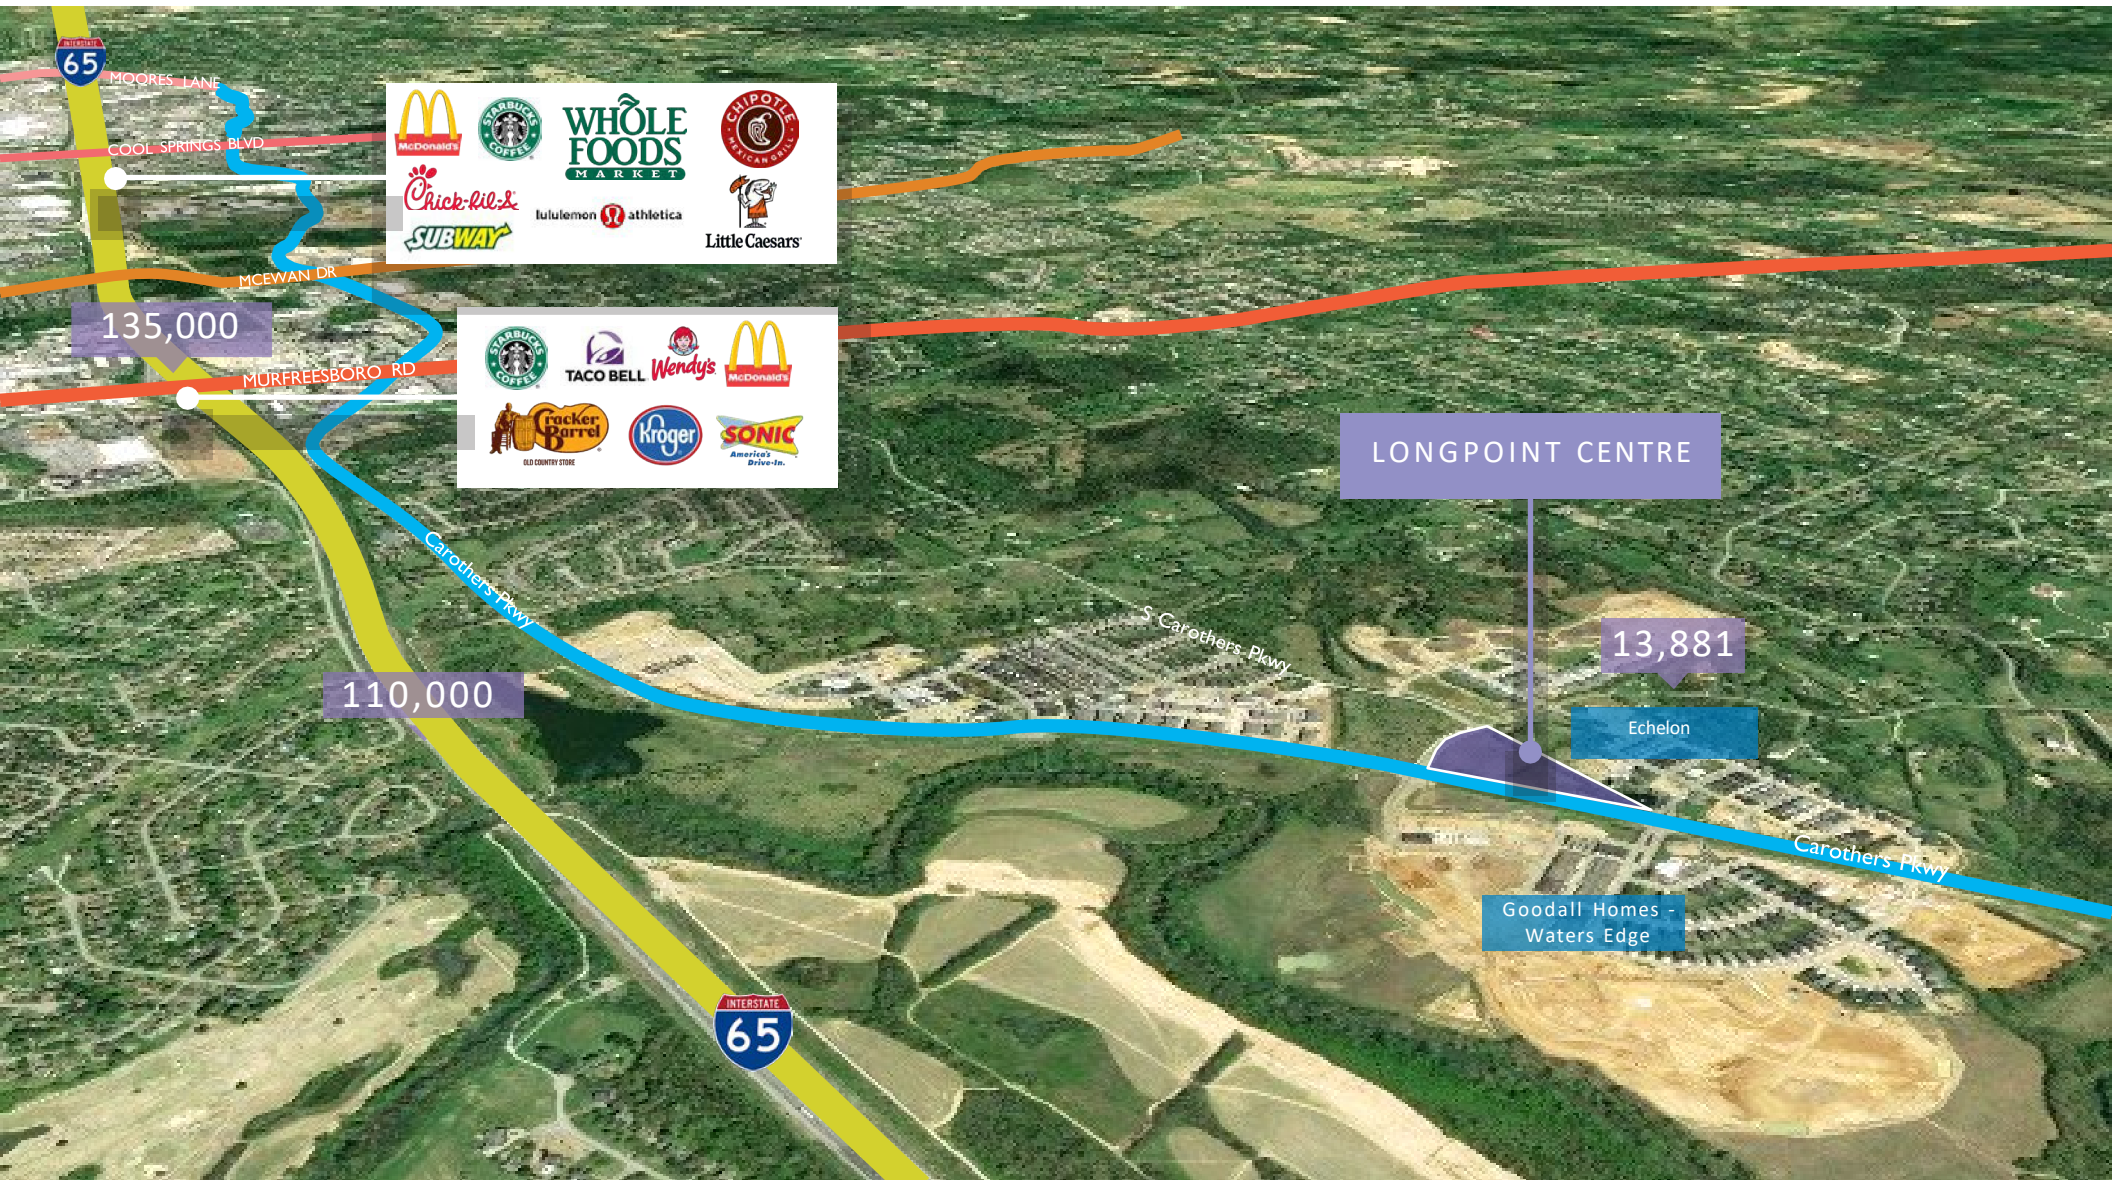 INTERSTATE
65
MOORES LANE
COOL SPRINGS BLVD
McDonald's
STARBUCKS
COFFEE
WHOLE
FOODS
MARKET
CHIPOTLE
MEXICAN GRILL
Chick-fil-A
lululemon athletica
SUBWAY
Little Caesars
MCEWAN DR
135,000
MURFREESBORO RD
STARBUCKS
COFFEE
TACO BELL
Wendy's
McDonald's
Cracker
Barrel
OLD COUNTRY STORE
Kroger
SONIC
America's
Drive-In.
LONGPOINT CENTRE
Carothers Pkwy
S Carothers Pkwy
13,881
110,000
Echelon
Carothers Pkwy
Goodall Homes -
Waters Edge
INTERSTATE
65